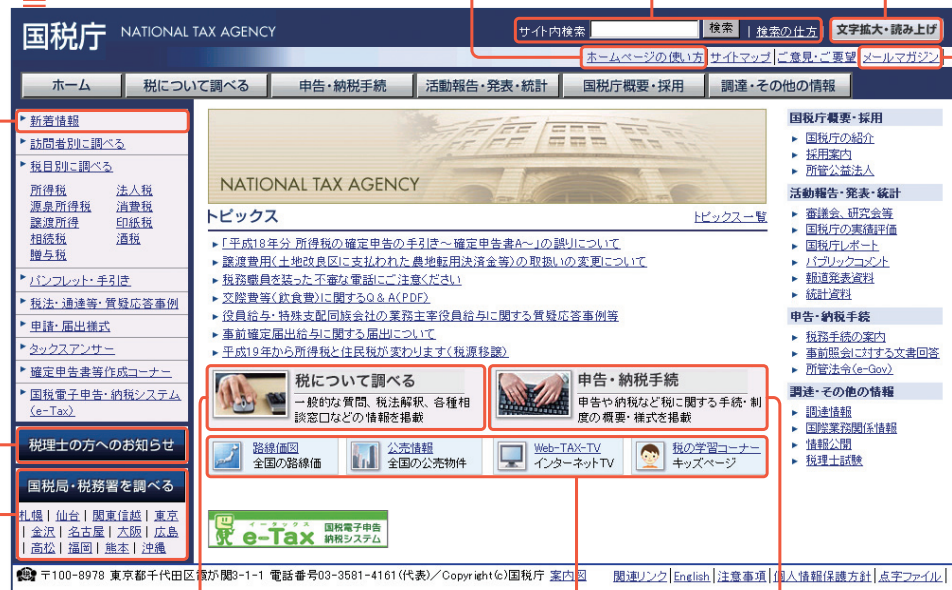 国税庁 NATIONAL TAX AGENCY
サイト内検索 検索 | 検索の仕方 文字拡大・読み上げ
ホームページの使い方 | サイトマップ | ご意見・ご要望 | メールマガジン
ホーム 税について調べる 申告・納税手続 活動報告・発表・統計 国税庁概要・採用 調達・その他の情報
新着情報
訪問者別に調べる
税目別に調べる
所得税 法人税
源泉所得税 消費税
譲渡所得 印紙税
相続税 酒税
贈与税
パンフレット・手引き
税法・通達等・質疑応答事例
申請・届出様式
タックスアンサー
確定申告書等作成コーナー
国税電子申告・納税システム
(e-Tax)
税理士の方へのお知らせ
国税局・税務署を調べる
札幌 | 仙台 | 関東信越 | 東京
| 金沢 | 名古屋 | 大阪 | 広島
| 高松 | 福岡 | 熊本 | 沖縄
NATIONAL TAX AGENCY
トピックス トピックス一覧
「平成18年分 所得税の確定申告の手引き~確定申告書A~」の誤りについて
譲渡費用(土地改良区に支払われた農地転用決済金等)の取扱いの変更について
税務職員を装った不審な電話にご注意ください
交際費等(飲食費)に関するQ&A(PDF)
役員給与・特殊支配同族会社の業務主宰役員給与に関する質疑応答事例等
事前確定届出給与に関する届出について
平成19年から所得税と住民税が変わります(税源移譲)
税について調べる
一般的な質問、税法解釈、各種相
談窓口などの情報を掲載
申告・納税手続
申告や納税など税に関する手続・制
度の概要・様式を掲載
路線価図
全国の路線価
公売情報
全国の公売物件
Web-TAX-TV
インターネットTV
税の学習コーナー
キッズページ
イータックス
e-Tax 国税電子申告
納税システム
国税庁概要・採用
国税庁の紹介
採用案内
所管公益法人
活動報告・発表・統計
審議会、研究会等
国税庁の実績評価
国税庁レポート
パブリックコメント
報道発表資料
統計資料
申告・納税手続
税務手続の案内
事前照会に対する文書回答
所管法令(e-Gov)
調達・その他の情報
調達情報
国際業務関係情報
情報公開
税理士試験
〒100-8978 東京都千代田区霞が関3-1-1 電話番号03-3581-4161(代表)/Copyright(c)国税庁 案内図 関連リンク | English | 注意事項 | 個人情報保護方針 | 点字ファイル |